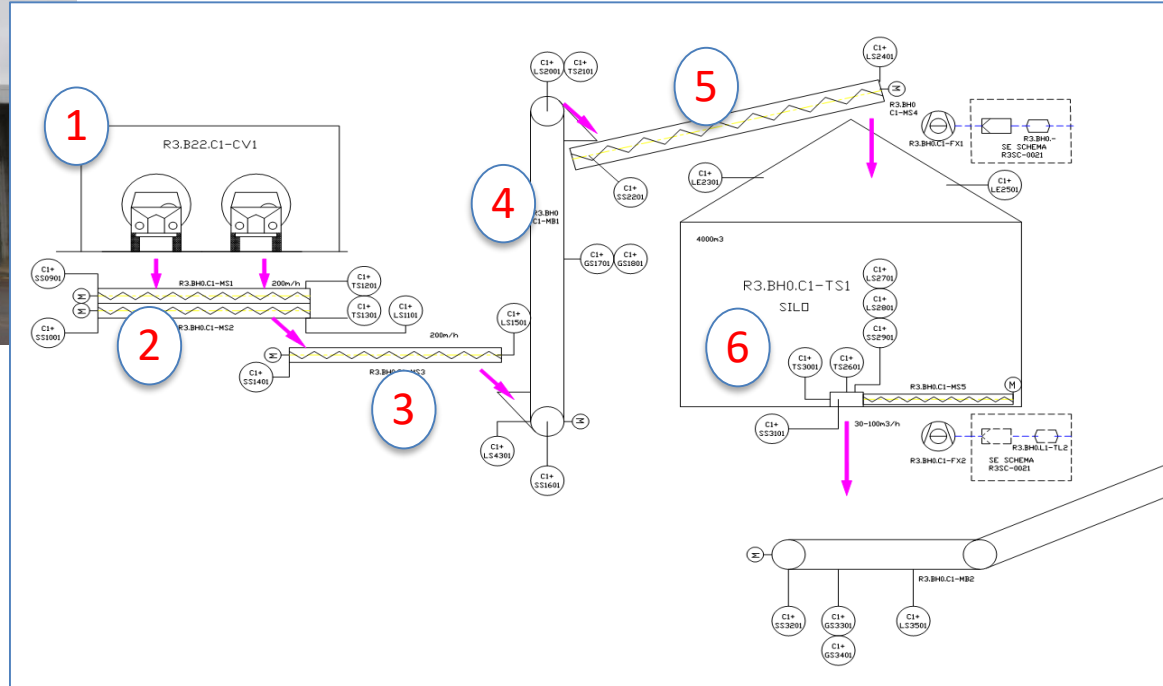 1
R3.B22.C1-CV1
C1+
SS0901
R3.BH0.C1-MS1
200m/h
C1+
TS1201
M
M
C1+
TS1301
C1+
LS1101
C1+
SS1001
R3.BH0.C1-MS2
2
200m/h
C1+
LS1501
M
C1+
SS1401
3
C1+
LS2001
C1+
TS2101
4
C1-MB1
C1+
GS1701
C1+
GS1801
C1+
LS4301
M
C1+
SS1601
5
C1+
LS2401
M
R3.BH0
C1-MS4
C1+
SS2201
R3.BH0.C1-FX1
R3.BH0.-
SE SCHEMA
R3SC-0021
C1+
LE2301
C1+
LE2501
4000m3
R3.BH0.C1-TS1
SILO
C1+
LS2701
C1+
LS2801
C1+
SS2901
6
C1+
TS3001
C1+
TS2601
R3.BH0.C1-MS5
M
C1+
SS3101
30-100m3/h
R3.BH0.C1-FX2
R3.BH0.L1-TL2
SE SCHEMA
R3SC-0021
M
R3.BH0.C1-MB2
C1+
SS3201
C1+
GS3301
C1+
GS3401
C1+
LS3501